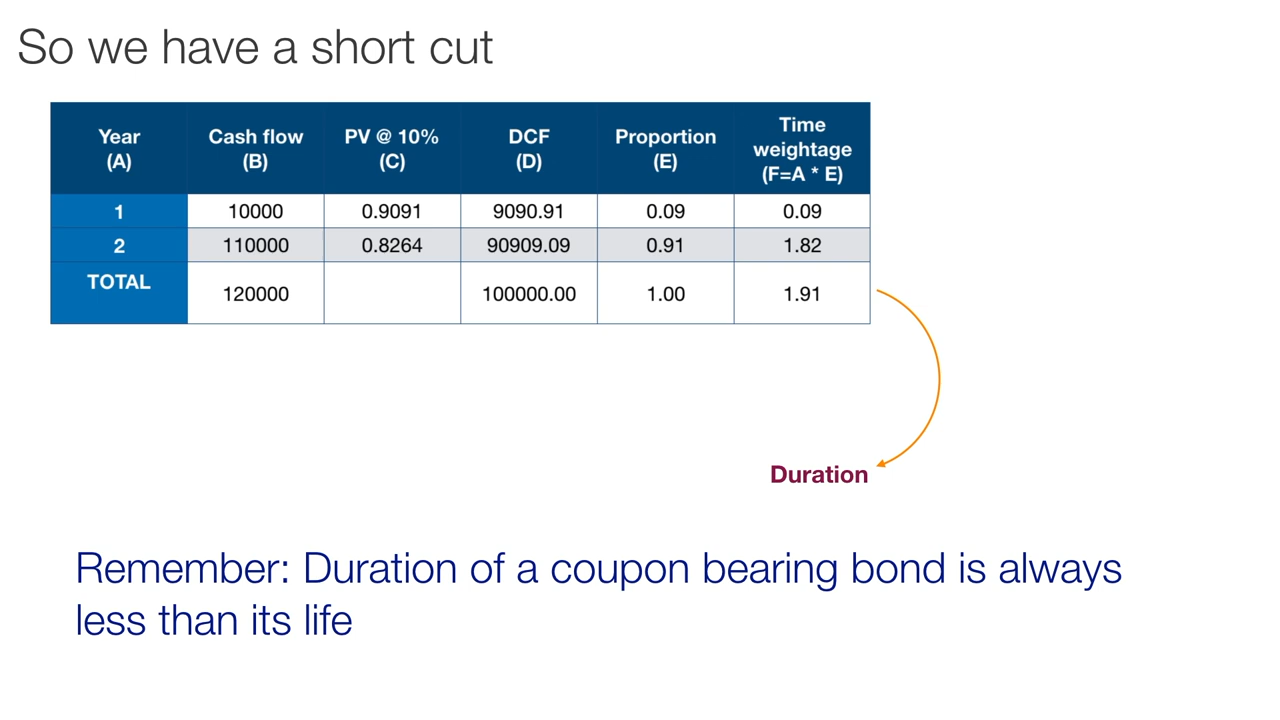 So we have a short cut
Year (A) Cash flow (B) PV @ 10% (C) DCF (D) Proportion (E) Time weightage (F=A * E)
1 10000 0.9091 9090.91 0.09 0.09
2 110000 0.8264 90909.09 0.91 1.82
TOTAL 120000 100000.00 1.00 1.91
Duration
Remember: Duration of a coupon bearing bond is always
less than its life